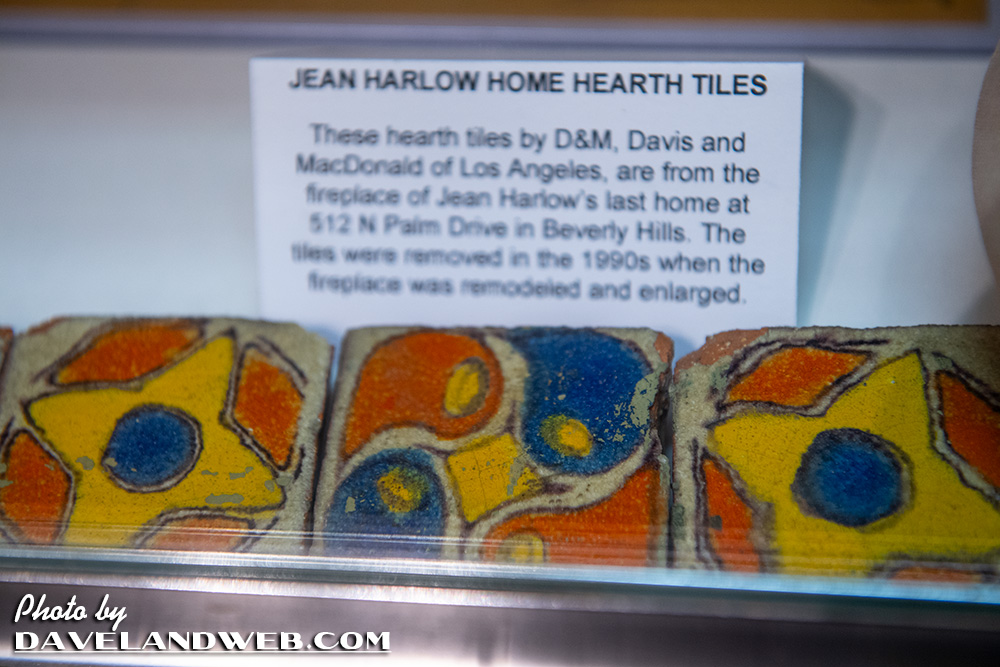 JEAN HARLOW HOME HEARTH TILES
These hearth tiles by D&M, Davis and
MacDonald of Los Angeles, are from the
fireplace of Jean Harlow's last home at
512 N Palm Drive in Beverly Hills. The
tiles were removed in the 1990s when the
fireplace was remodeled and enlarged.
Photo by
DAVELANDWEB.COM